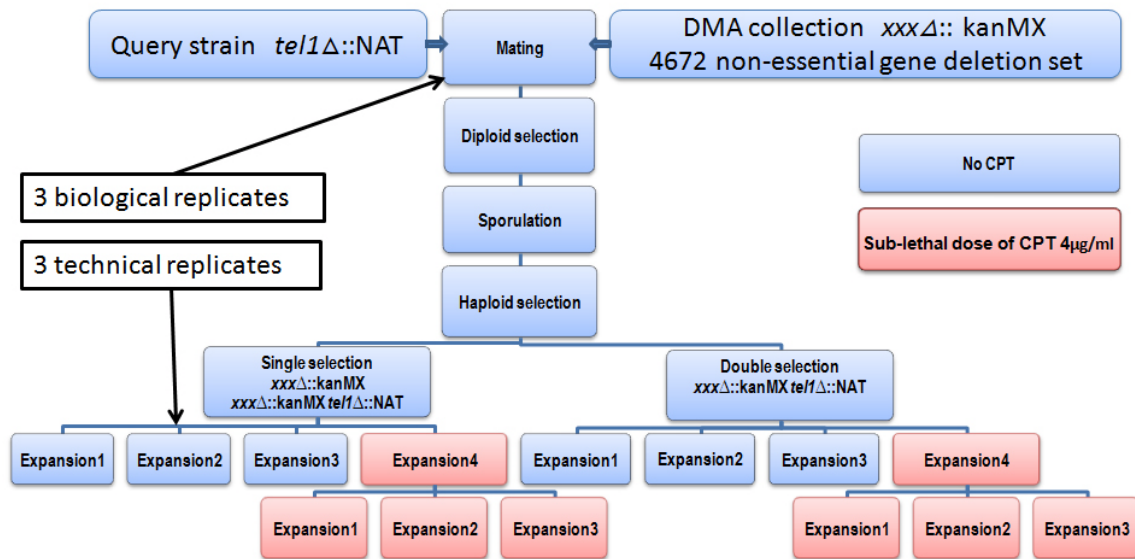 Query strain tel1Δ::NAT
Mating
DMA collection xxxΔ:: kanMX
4672 non-essential gene deletion set
Diploid selection
No CPT
3 biological replicates
Sporulation
Sub-lethal dose of CPT 4µg/ml
3 technical replicates
Haploid selection
Single selection
xxxΔ::kanMX
xxxΔ::kanMX tel1Δ::NAT
Double selection
xxxΔ::kanMX tel1Δ::NAT
Expansion1
Expansion2
Expansion3
Expansion4
Expansion1
Expansion2
Expansion3
Expansion4
Expansion1
Expansion2
Expansion3
Expansion1
Expansion2
Expansion3